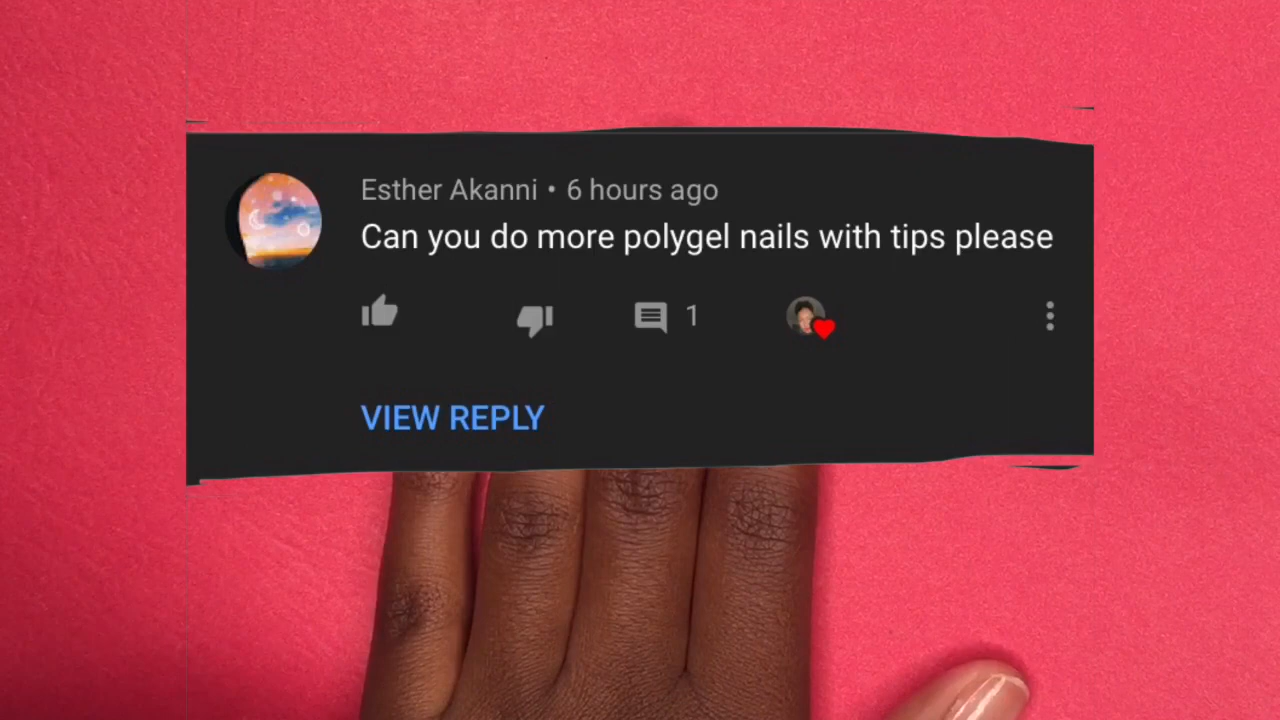 Esther Akanni • 6 hours ago
Can you do more polygel nails with tips please
1
VIEW REPLY